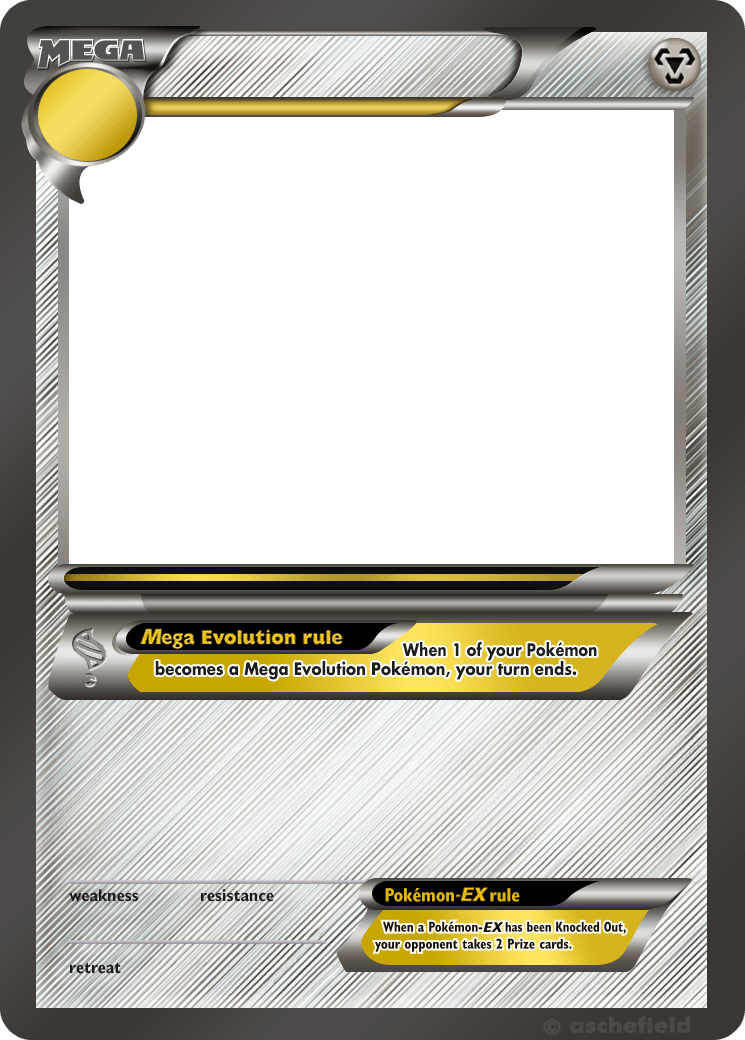 MEGA
Mega Evolution rule
When 1 of your Pokémon
becomes a Mega Evolution Pokémon, your turn ends.
weakness resistance
retreat
Pokémon-EX rule
When a Pokémon-EX has been Knocked Out,
your opponent takes 2 Prize cards.
© aschefield